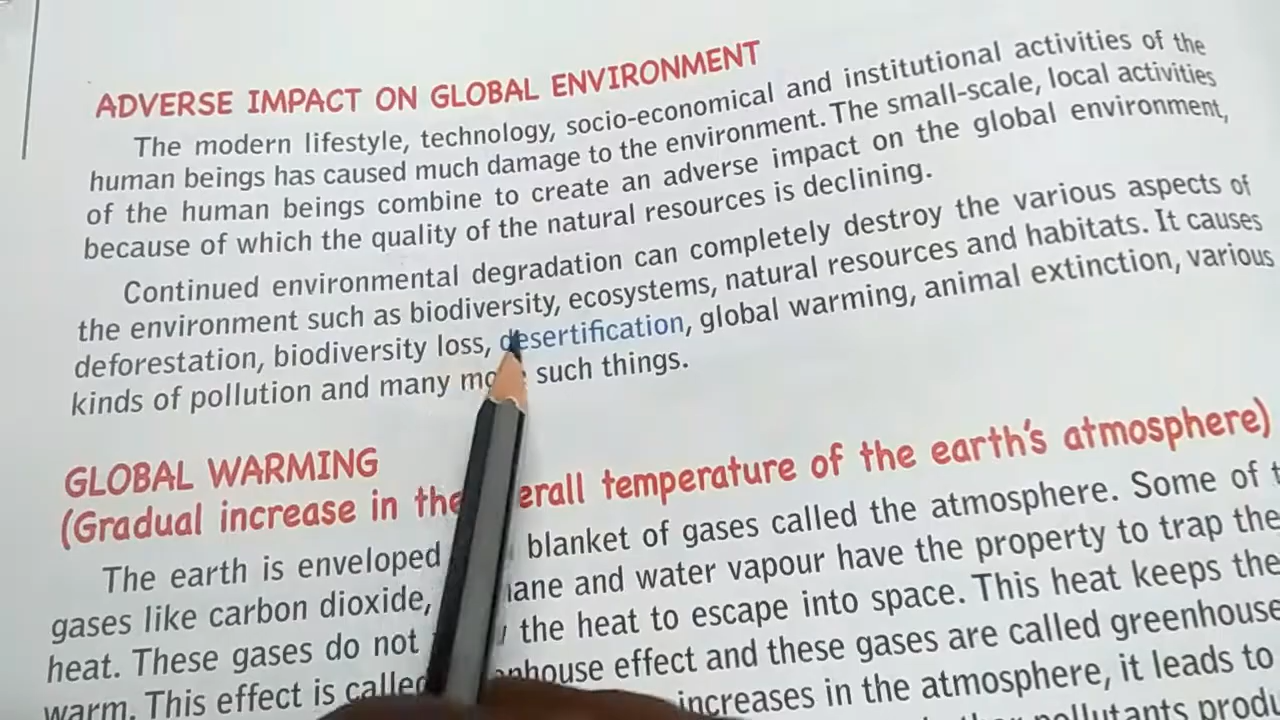 ADVERSE IMPACT ON GLOBAL ENVIRONMENT
The modern lifestyle, technology, socio-economical and institutional activities of the
human beings has caused much damage to the environment. The small-scale, local activities
of the human beings combine to create an adverse impact on the global environment,
because of which the quality of the natural resources is declining.
Continued environmental degradation can completely destroy the various aspects of
the environment such as biodiversity, ecosystems, natural resources and habitats. It causes
deforestation, biodiversity loss, desertification, global warming, animal extinction, various
kinds of pollution and many such things.
GLOBAL WARMING
(Gradual increase in the temperature of the earth's atmosphere)
The earth is enveloped blanket of gases called the atmosphere. Some of
gases like carbon dioxide, and water vapour have the property to trap the
heat. These gases do not the heat to escape into space. This heat keeps the
warm. This effect is called effect and these gases are called greenhouse
increases in the atmosphere, it leads to
pollutants